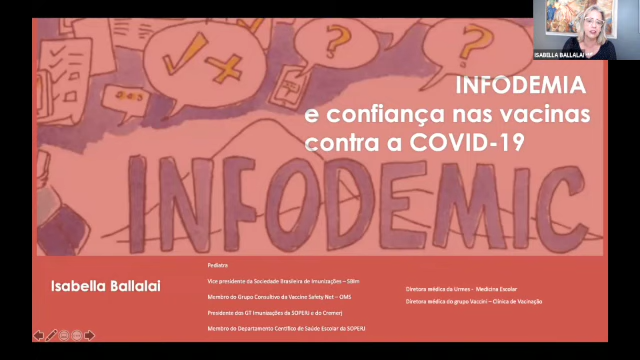 ISABELLA BALLALAI
INFODEMIA
e confiança nas vacinas
contra a COVID-19
INFODEMIC
Isabella Ballalai
Pediatra
Vice presidente da Sociedade Brasileira de Imunizações – SBIm
Membro do Grupo Consultivo da Vaccine Safety Net – OMS
Presidente dos GT Imunizações da SOPERJ e do Cremerj
Membro do Departamento Científico de Saúde Escolar da SOPERJ
Diretora médica da Urmes - Medicina Escolar
Diretora médica do grupo Vaccini – Clínica de Vacinação